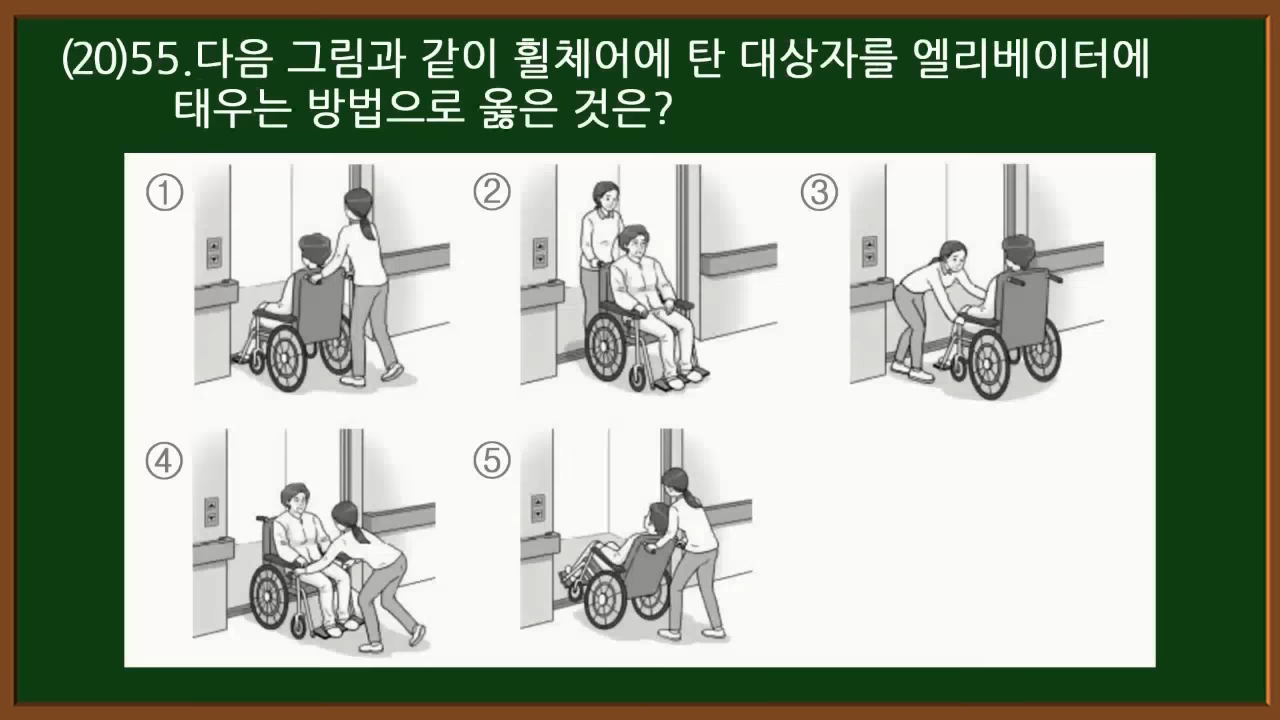 (20)55.다음 그림과 같이 휠체어에 탄 대상자를 엘리베이터에
태우는 방법으로 옳은 것은?
① ② ③
④ ⑤